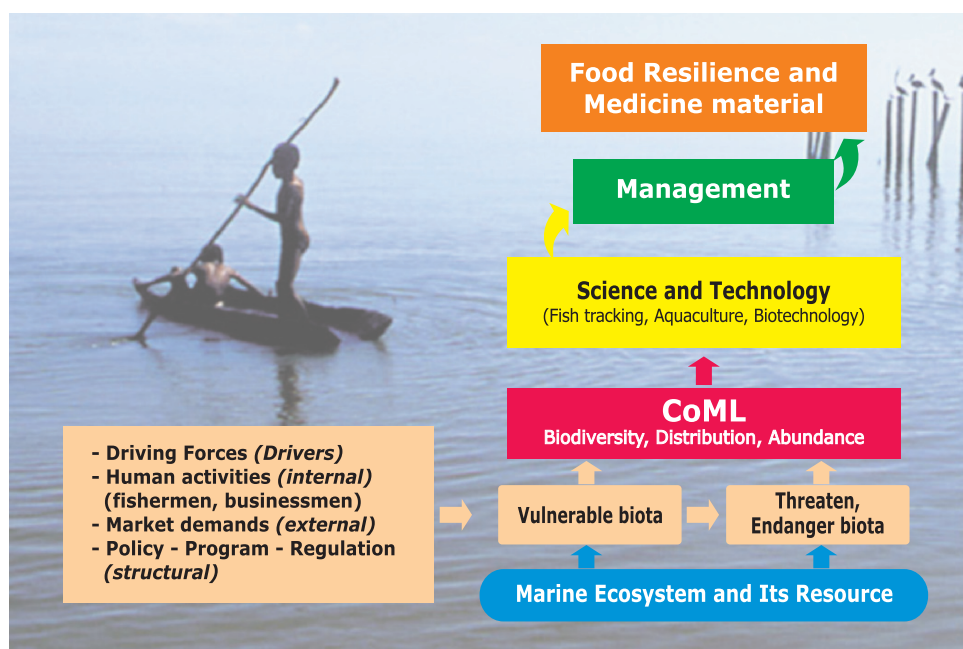 Food Resilience and
Medicine material
Management
Science and Technology
(Fish tracking, Aquaculture, Biotechnology)
CoML
Biodiversity, Distribution, Abundance
- Driving Forces (Drivers)
- Human activities (internal)
(fishermen, businessmen)
- Market demands (external)
- Policy - Program - Regulation
(structural)
Vulnerable biota
Threaten,
Endanger biota
Marine Ecosystem and Its Resource